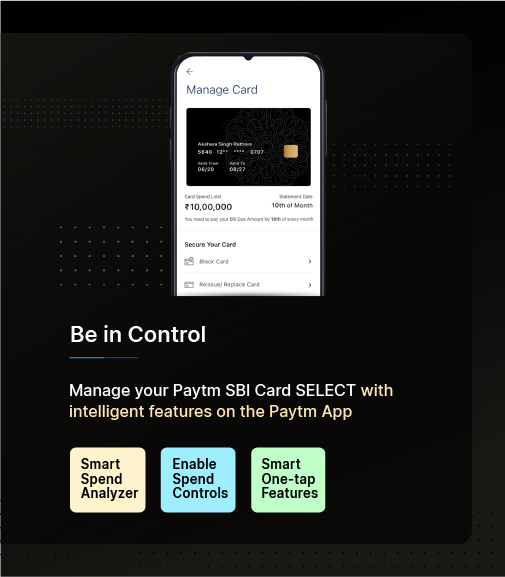 Manage Card
Akshara Singh Rathore
5640 12** **** 0707
Valid From Valid To
06/20 08/27
Card Spend Limit Statement Date
₹10,00,000 10th of Month
You need to pay your Bill Due Amount by 18th of every month
Secure Your Card
Block Card
Reissue/ Replace Card
Be in Control
Manage your Paytm SBI Card SELECT with
intelligent features on the Paytm App
Smart
Spend
Analyzer
Enable
Spend
Controls
Smart
One-tap
Features